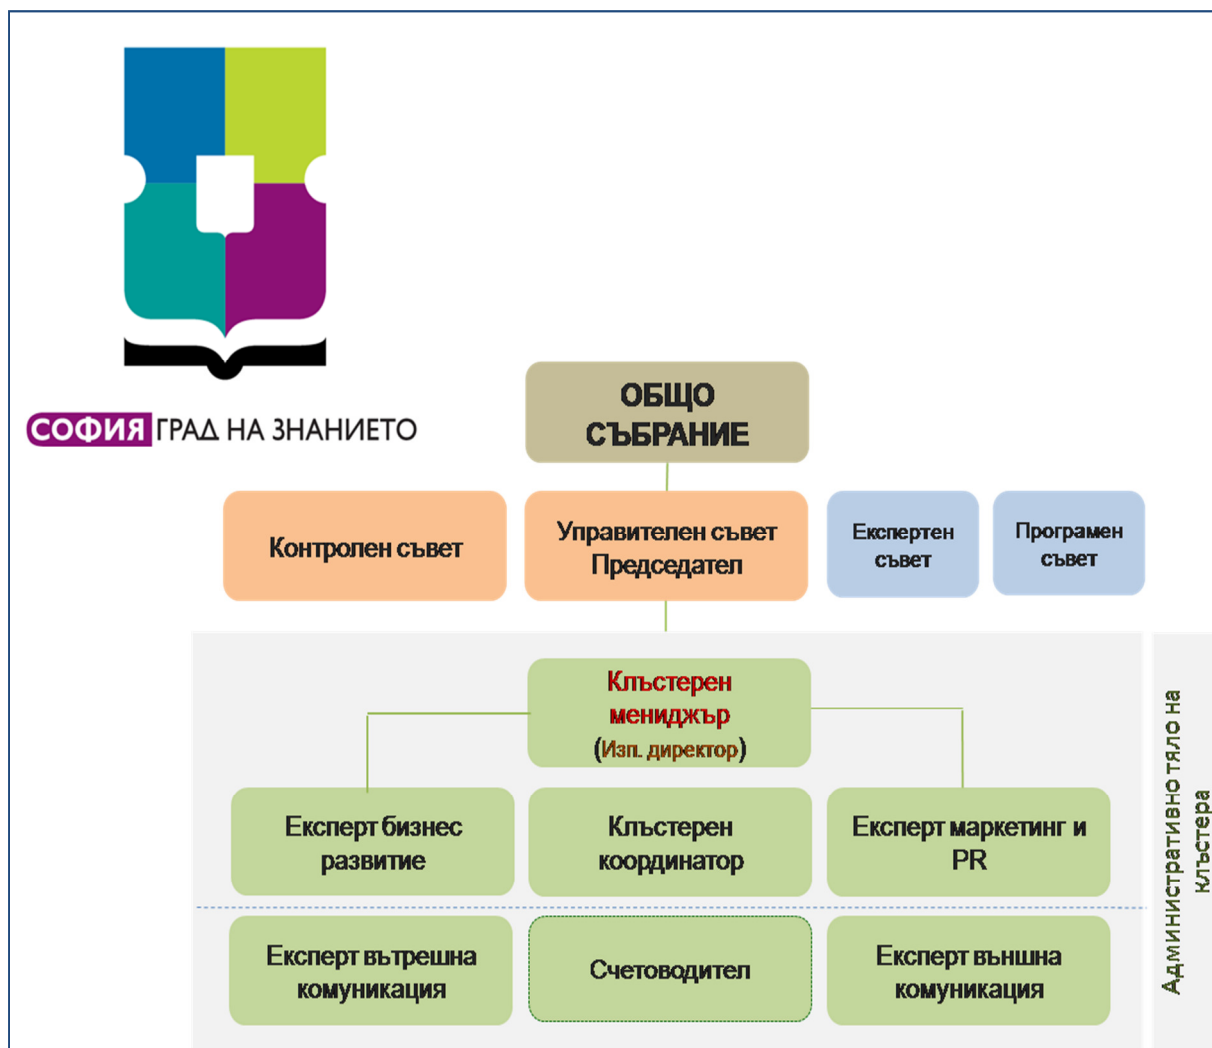 СОФИЯ ГРАД НА ЗНАНИЕТО
ОБЩО
СЪБРАНИЕ
Контролен съвет
Управителен съвет
Председател
Експертен
съвет
Програмен
съвет
Клъстерен
мениджър
(Изп. директор)
Експерт бизнес
развитие
Клъстерен
координатор
Експерт маркетинг и
PR
Експерт вътрешна
комуникация
Счетоводител
Експерт външна
комуникация
Административно тяло на
клъстера